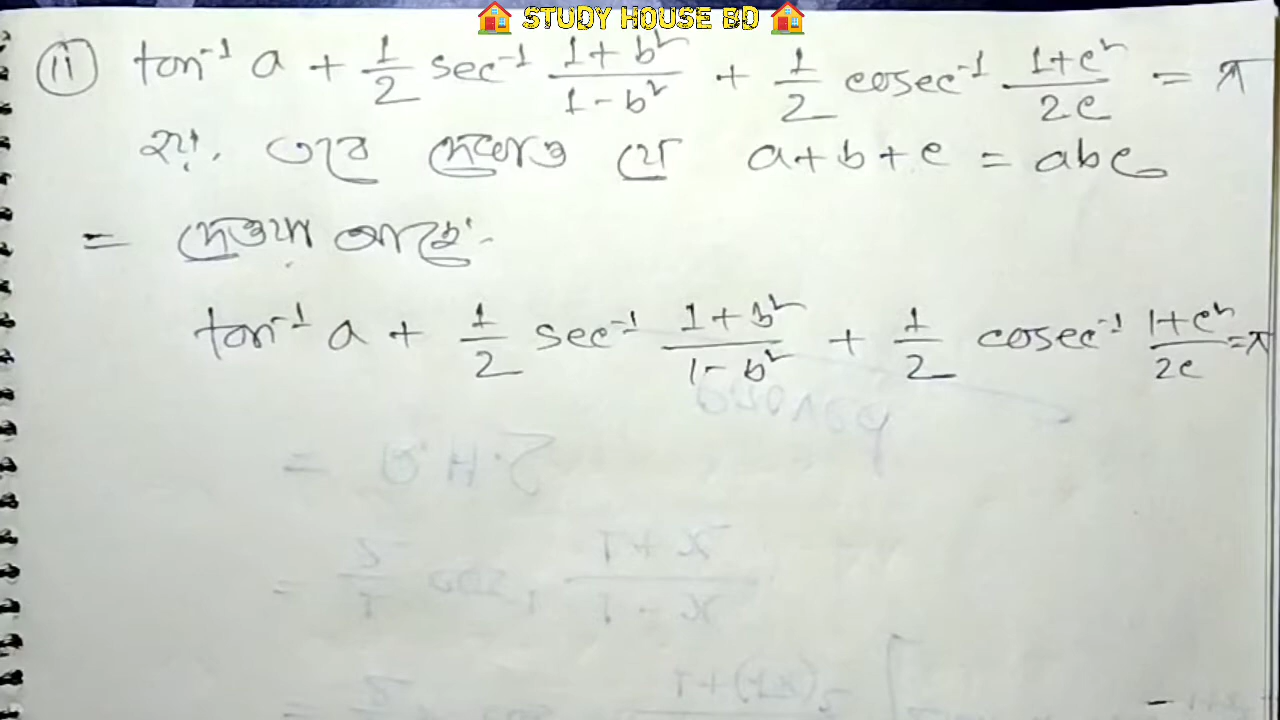 🏠 STUDY HOUSE BD 🏠
(ii) tan⁻¹ a + 1/2 sec⁻¹ (1+b²)/(1-b²) + 1/2 cosec⁻¹ (1+c²)/2c = π
হয়, তবে দেখাও যে a+b+c = abc
= দেওয়া আছে,
tan⁻¹ a + 1/2 sec⁻¹ (1+b²)/(1-b²) + 1/2 cosec⁻¹ (1+c²)/2c = π